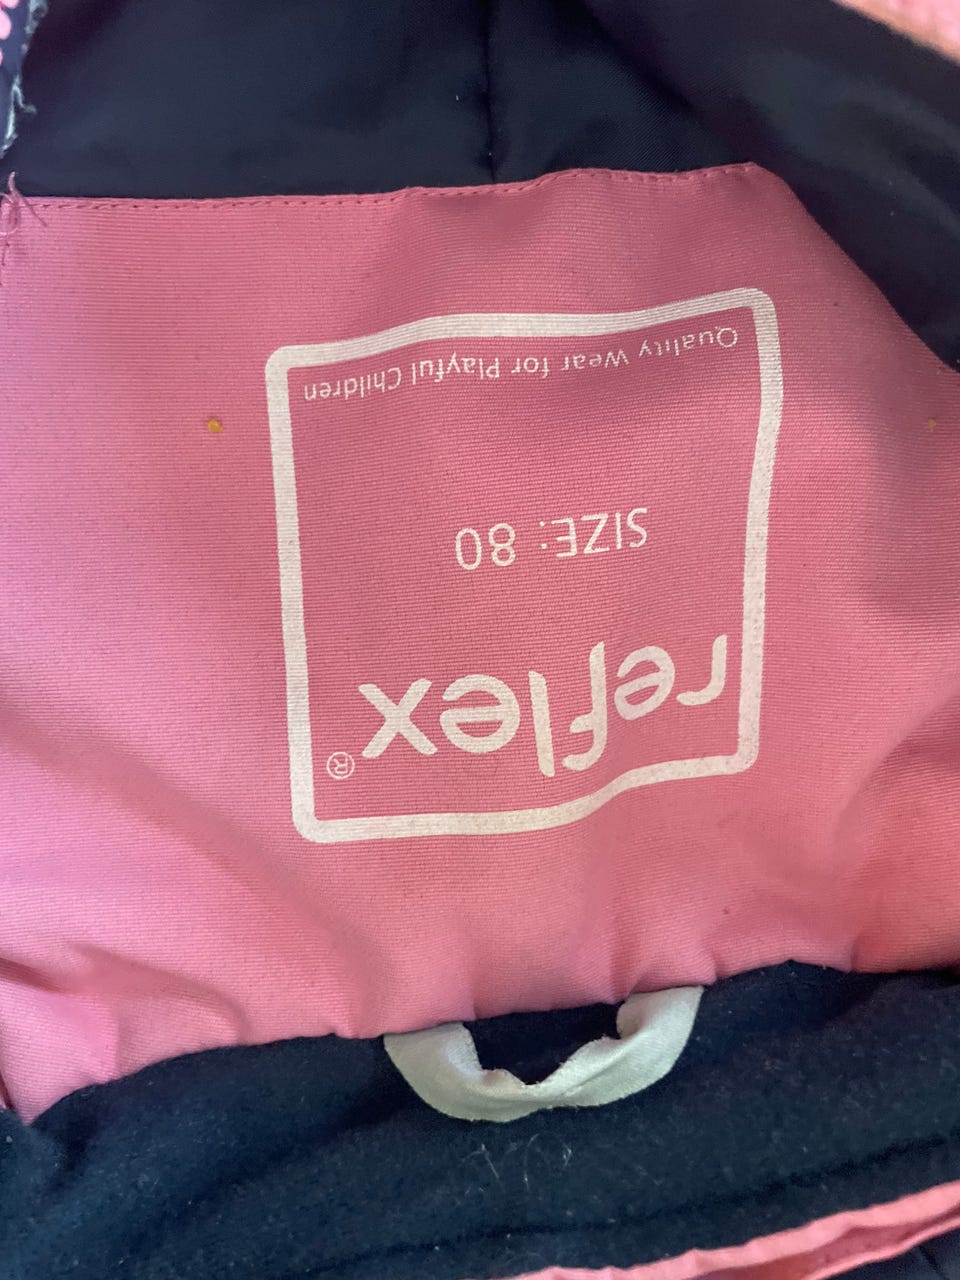 reflex®
SIZE: 80
Quality Wear for Playful Children